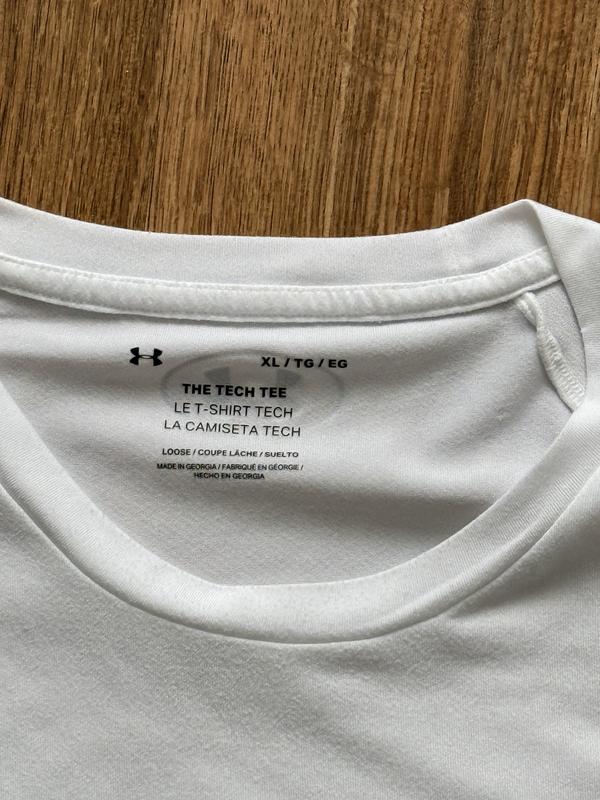 XL / TG / EG
THE TECH TEE
LE T-SHIRT TECH
LA CAMISETA TECH
LOOSE / COUPE LÂCHE / SUELTO
MADE IN GEORGIA / FABRIQUÉ EN GÉORGIE /
HECHO EN GEORGIA